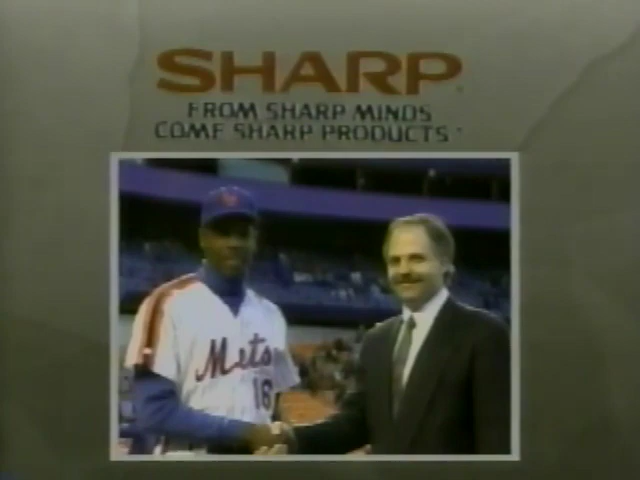 SHARP
FROM SHARP MINDS
COME SHARP PRODUCTS
Mets
16